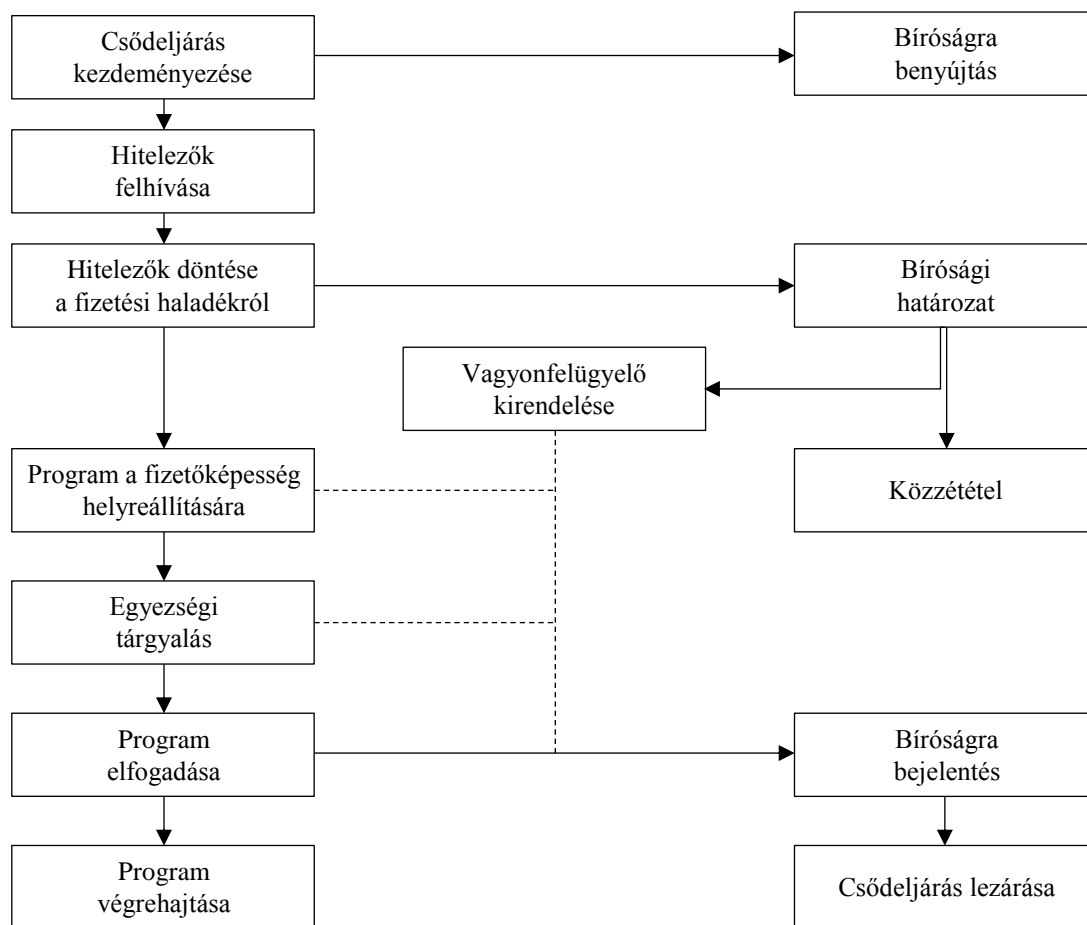 Csődeljárás
kezdeményezése
Bíróságra
benyújtás
Hitelezők
felhívása
Hitelezők döntése
a fizetési haladékról
Bírósági
határozat
Vagyonfelügyelő
kirendelése
Program a fizetőképesség
helyreállítására
Közzététel
Egyezségi
tárgyalás
Program
elfogadása
Bíróságra
bejelentés
Program
végrehajtása
Csődeljárás lezárása